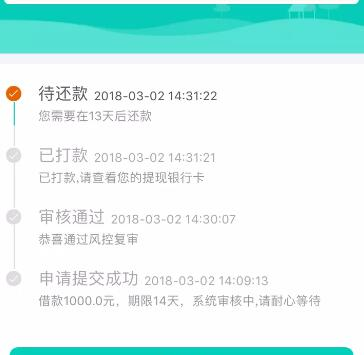 待还款 2018-03-02 14:31:22
您需要在13天后还款
已打款 2018-03-02 14:31:21
已打款,请查看您的提现银行卡
审核通过 2018-03-02 14:30:07
恭喜通过风控复审
申请提交成功 2018-03-02 14:09:13
借款1000.0元，期限14天，系统审核中,请耐心等待